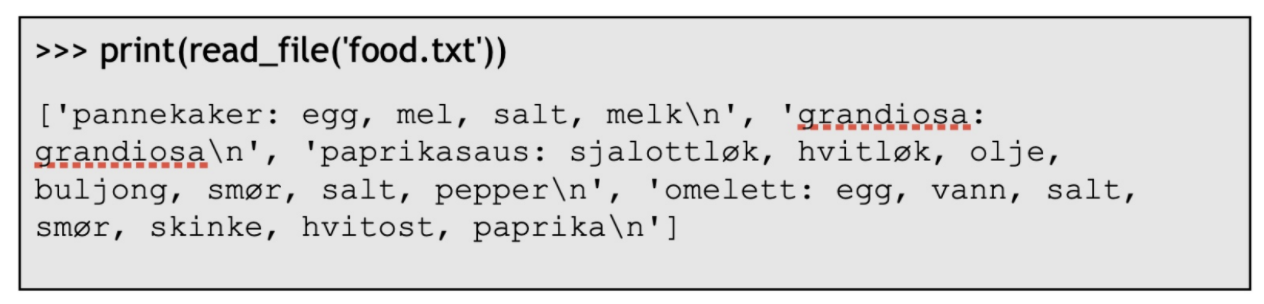 >>> print(read_file('food.txt'))
['pannekaker: egg, mel, salt, melk\n', 'grandiosa:
grandiosa\n', 'paprikasaus: sjalottløk, hvitløk, olje,
buljong, smør, salt, pepper\n', 'omelett: egg, vann, salt,
smør, skinke, hvitost, paprika\n']